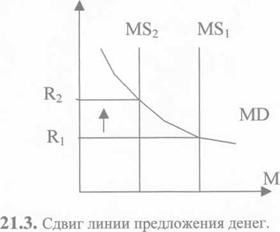 MS₂ MS₁
R₂
MD
R₁
M
21.3. Сдвиг линии предложения денег.